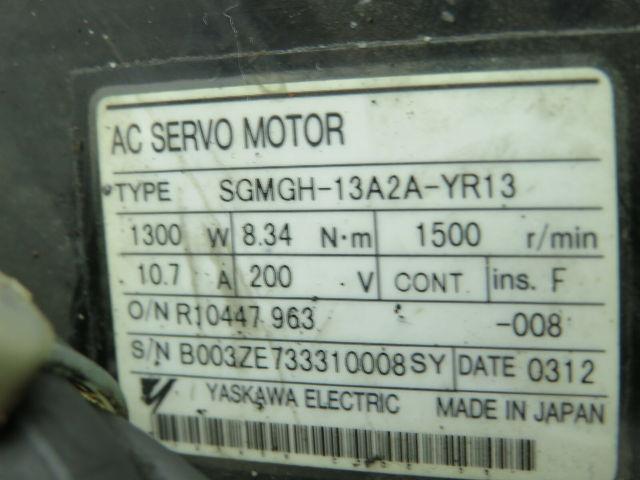 AC SERVO MOTOR
TYPE SGMGH-13A2A-YR13
1300 W 8.34 N·m 1500 r/min
10.7 A 200 V CONT. ins. F
O/N R10447 963 -008
S/N B003ZE733310008SY DATE 0312
YASKAWA ELECTRIC MADE IN JAPAN